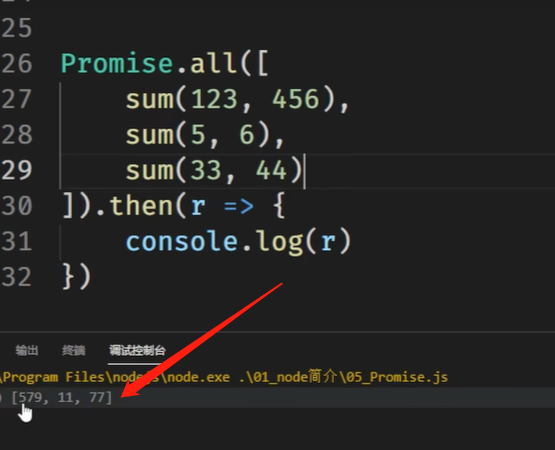 25
26 Promise.all([
27 sum(123, 456),
28 sum(5, 6),
29 sum(33, 44)
30 ]).then(r => {
31 console.log(r)
32 })
输出 终端 调试控制台
\Program Files\nodejs\node.exe .\01_node简介\05_Promise.js
) [579, 11, 77]